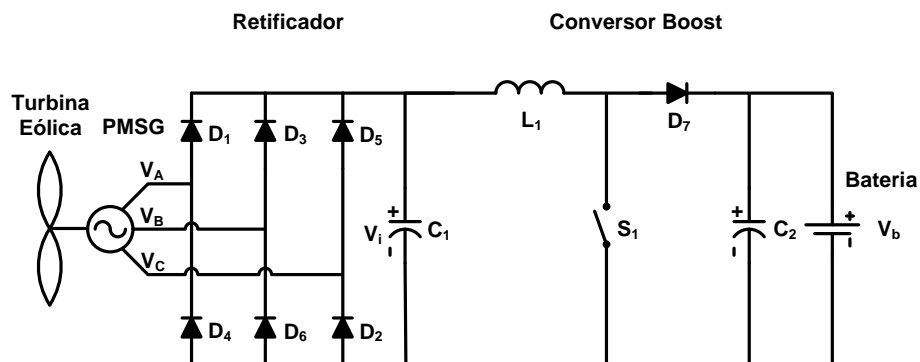 Retificador
Conversor Boost
Turbina
Eólica
PMSG
D1
D3
D5
L1
D7
VA
VB
VC
Vi
+
-
C1
S1
+
-
C2
Bateria
+
-
Vb
D4
D6
D2